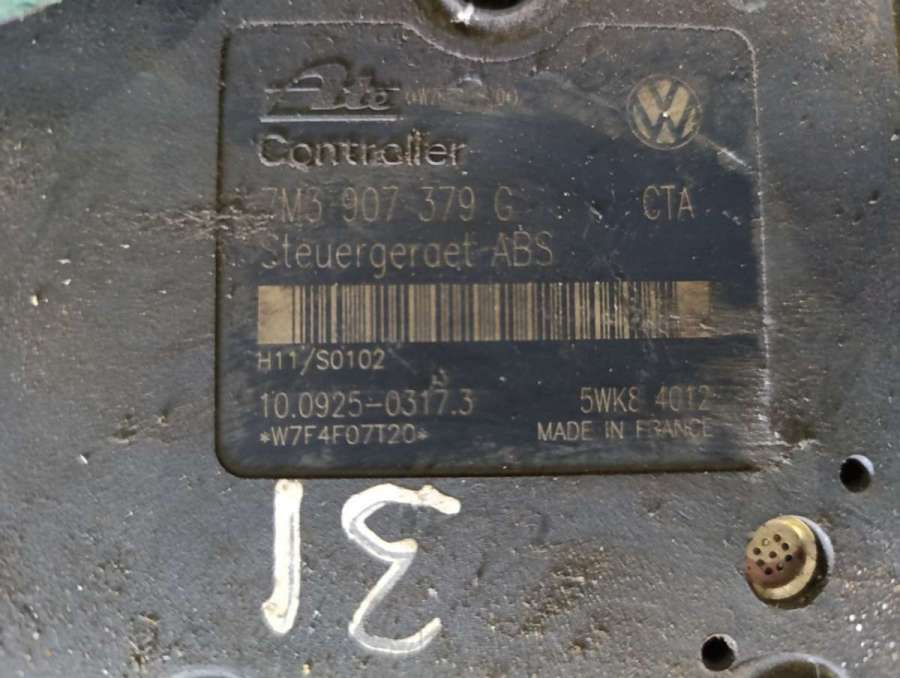 Ate
Controller
7M3 907 379 G CTA
Steuergeraet ABS
H11/S0102
10.0925-0317.3 5WK8 4012
*W7F4F07T20* MADE IN FRANCE